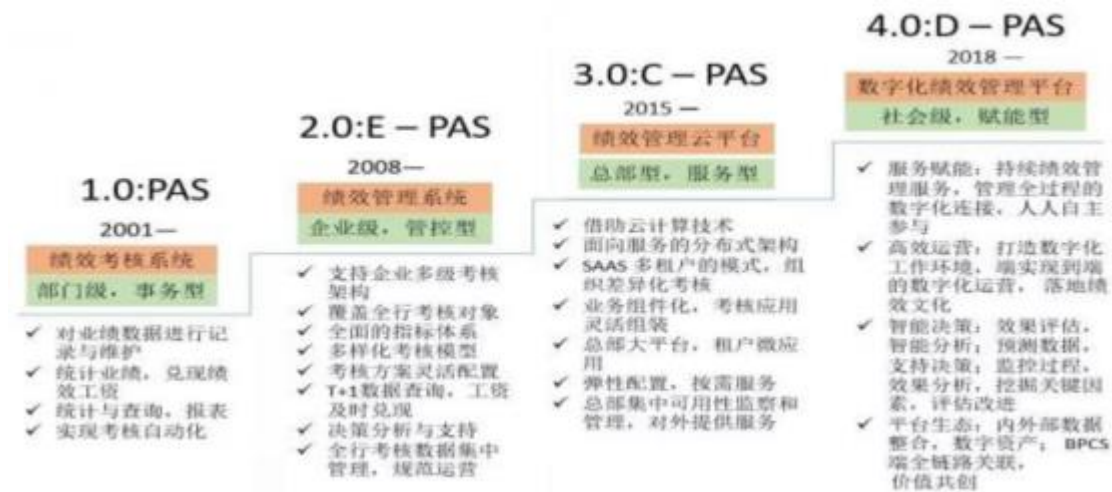 1.0:PAS
2001—
绩效考核系统
部门级，事务型
✓ 对业绩数据进行记
录与维护
✓ 统计业绩，兑现绩
效工资
✓ 统计与查询，报表
✓ 实现考核自动化
2.0:E – PAS
2008—
绩效管理系统
企业级，管控型
✓ 支持企业多级考核
架构
✓ 覆盖全行考核对象
✓ 全面的指标体系
✓ 多样化考核模型
✓ 考核方案灵活配置
✓ T+1数据查询，工资
及时兑现
✓ 决策分析与支持
✓ 全行考核数据集中
管理，规范运营
3.0:C – PAS
2015 —
绩效管理云平台
总部型，服务型
✓ 借助云计算技术
✓ 面向服务的分布式架构
✓ SAAS 多租户的模式，组
织差异化考核
✓ 业务组件化，考核应用
灵活组装
✓ 总部大平台，租户微应
用
✓ 弹性配置，按需服务
✓ 总部集中可用性监察和
管理，对外提供服务
4.0:D – PAS
2018 —
数字化绩效管理平台
社会级，赋能型
✓ 服务赋能：持续绩效管
理服务，管理全过程的
数字化连接，人人自主
参与
✓ 高效运营：打造数字化
工作环境，端实现到端
的数字化运营，落地绩
效文化
✓ 智能决策：效果评估，
智能分析；预测数据，
支持决策；监控过程，
效果分析，挖掘关键因
素，评估改进
✓ 平台生态：内外部数据
整合，数字资产；BPCS
端全链路关联，
价值共创